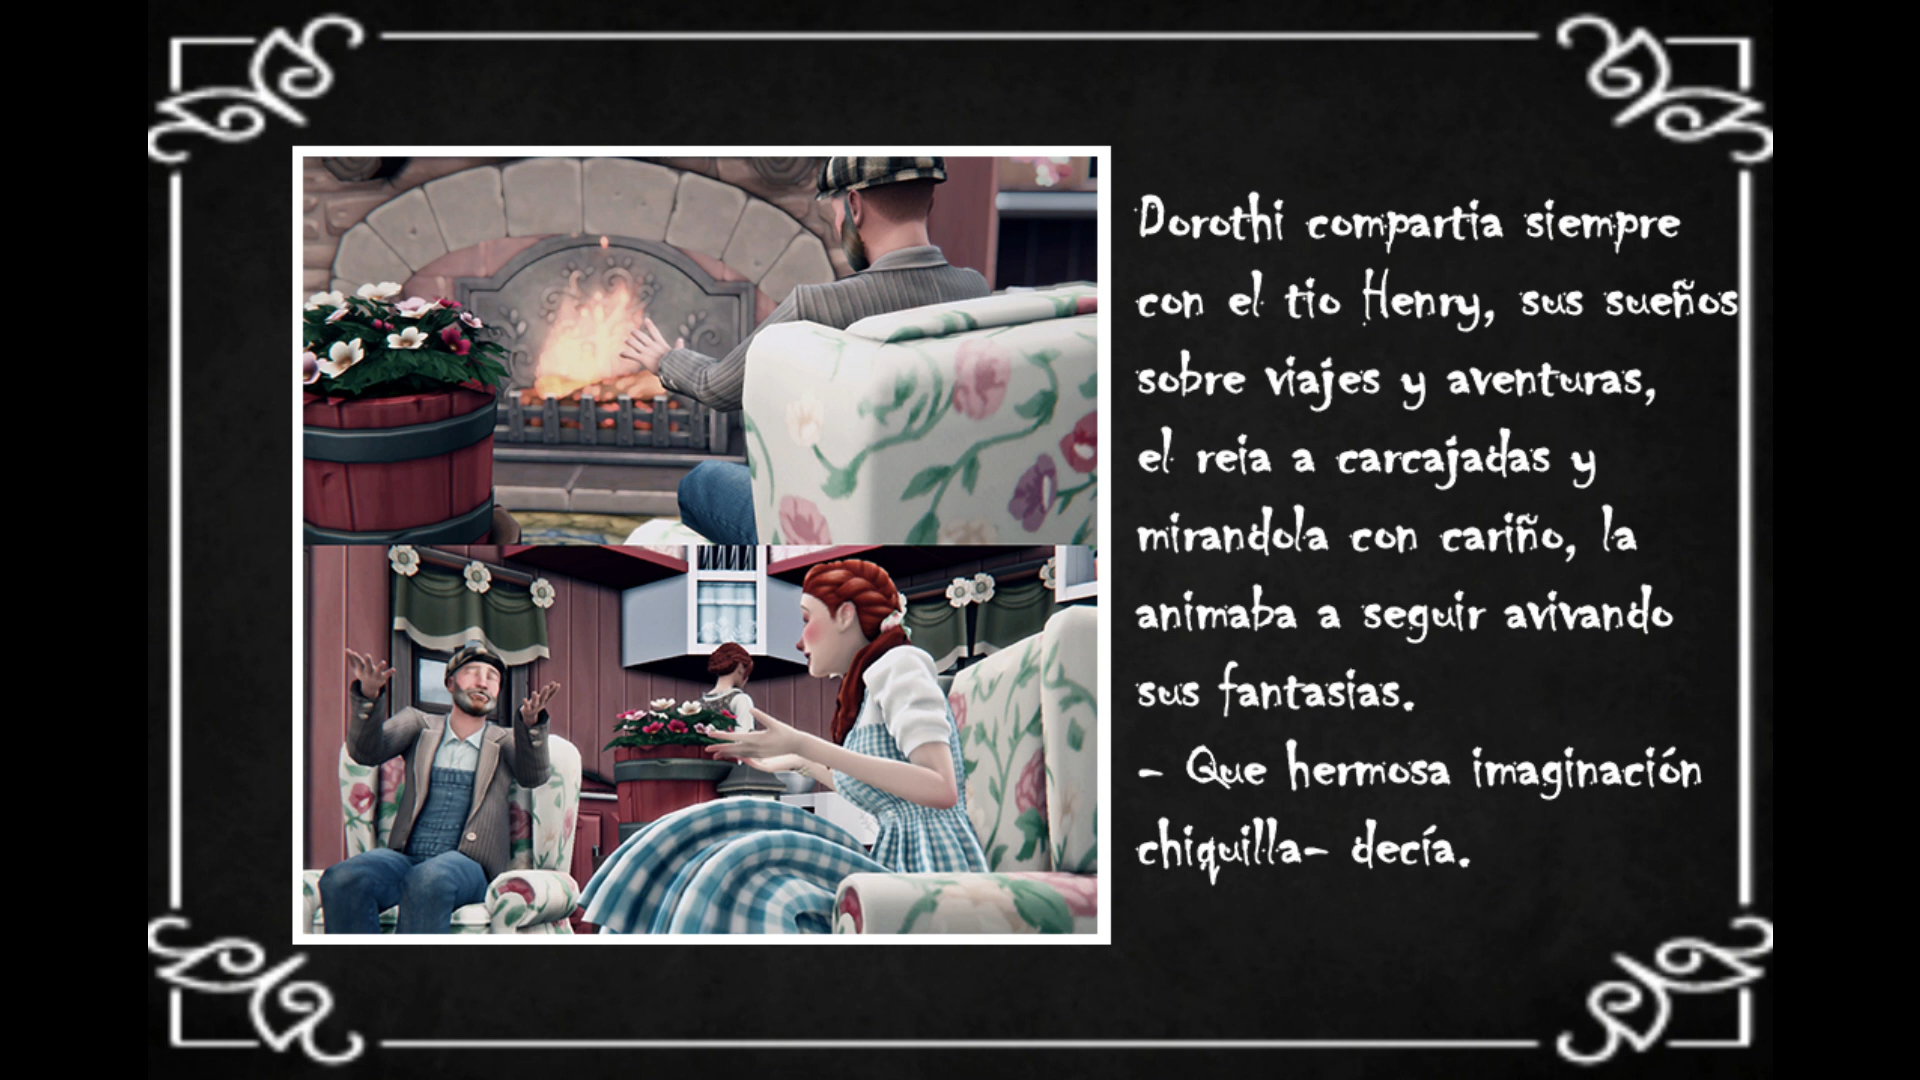 Dorothi compartia siempre
con el tio Henry, sus sueños
sobre viajes y aventuras,
el reia a carcajadas y
mirandola con cariño, la
animaba a seguir avivando
sus fantasias.
- Que hermosa imaginación
chiquilla- decía.